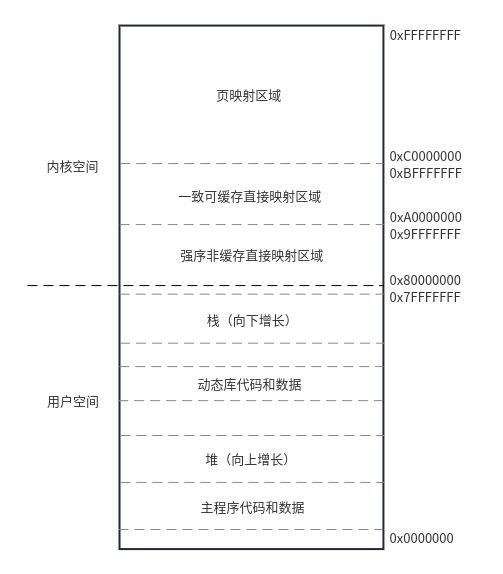 0xFFFFFFFF
页映射区域
内核空间
0xC0000000
0xBFFFFFFF
一致可缓存直接映射区域
0xA0000000
0x9FFFFFFF
强序非缓存直接映射区域
0x80000000
0x7FFFFFFF
栈（向下增长）
动态库代码和数据
用户空间
堆（向上增长）
主程序代码和数据
0x0000000